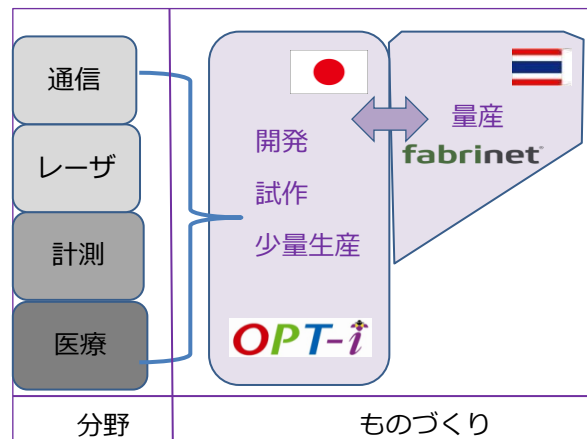 通信
レーザ
計測
医療
開発
試作
少量生産
OPT-i
量産
fabrinet
分野
ものづくり